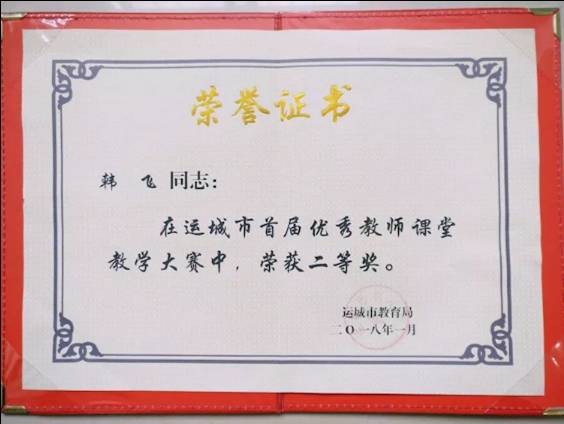 荣誉证书
韩 飞 同志：
在运城市首届优秀教师课堂
教学大赛中，荣获二等奖。
运城市教育局
二〇一八年一月